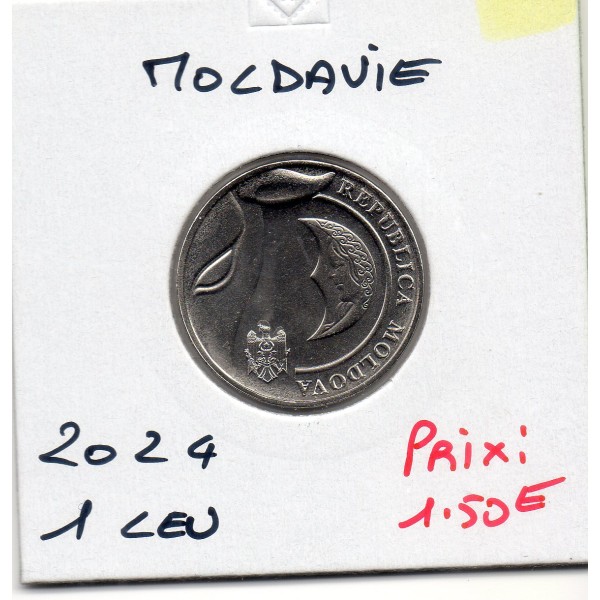 MOLDAVIE
REPUBLICA MOLDOVA
2024
1 LEU
PRIX:
1.50E